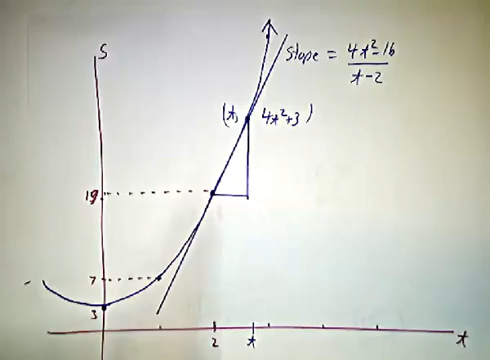 S
Slope = 4t²-16
t-2
(t, 4t²+3)
19
7
3
2 t t